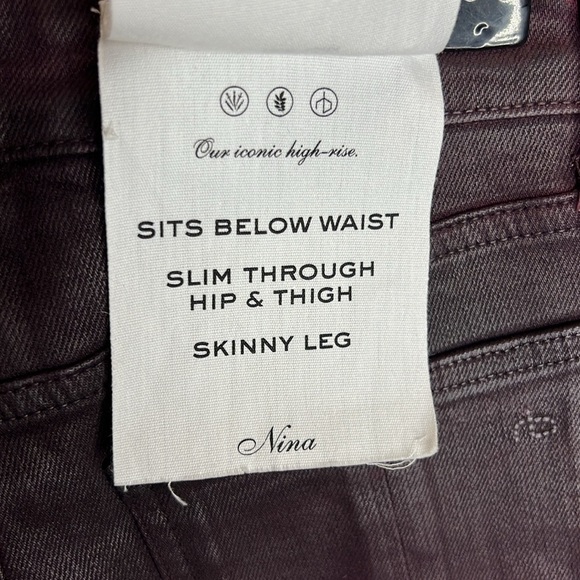 Our iconic high-rise.
SITS BELOW WAIST
SLIM THROUGH
HIP & THIGH
SKINNY LEG
Nina